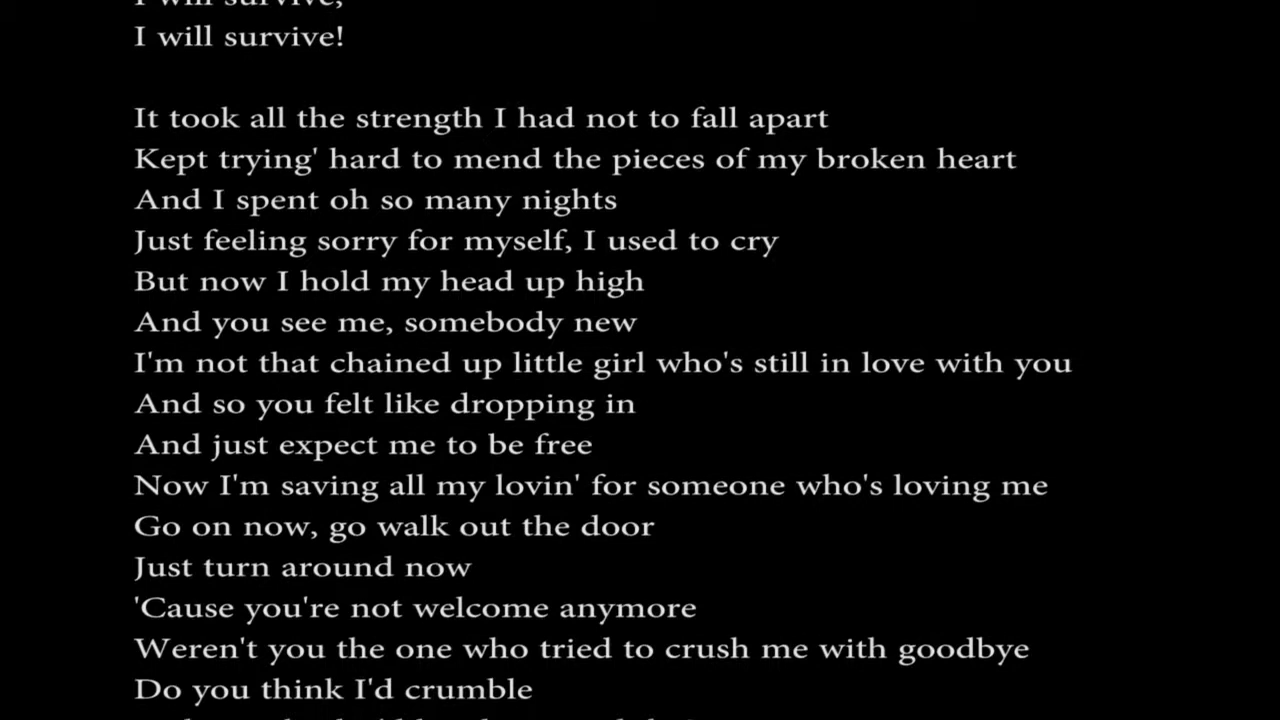 I will survive,
I will survive!
It took all the strength I had not to fall apart
Kept trying' hard to mend the pieces of my broken heart
And I spent oh so many nights
Just feeling sorry for myself, I used to cry
But now I hold my head up high
And you see me, somebody new
I'm not that chained up little girl who's still in love with you
And so you felt like dropping in
And just expect me to be free
Now I'm saving all my lovin' for someone who's loving me
Go on now, go walk out the door
Just turn around now
'Cause you're not welcome anymore
Weren't you the one who tried to crush me with goodbye
Do you think I'd crumble